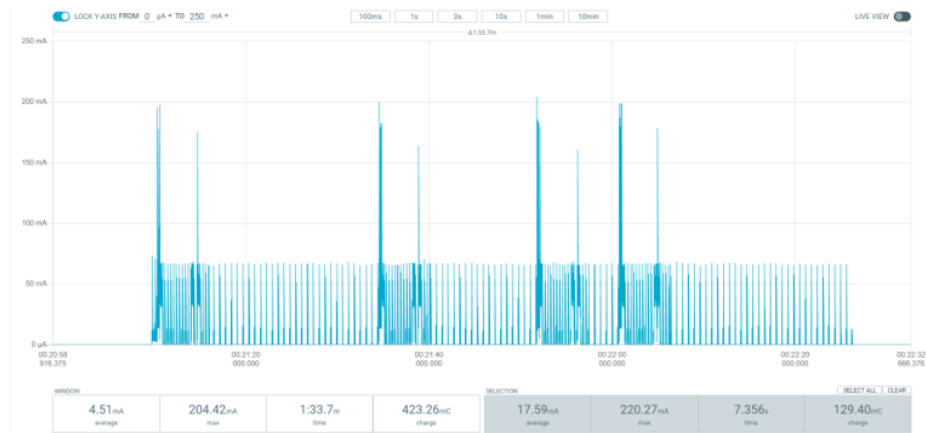 LOCK Y-AXIS FROM 0 µA TO 250 mA 100ms 1s 3s 10s 1min 10min LIVE VIEW
Δ133.7m
250 mA
200 mA
150 mA
100 mA
50 mA
0 µA
00:20:58 00:21:20 00:21:40 00:22:00 00:22:20 00:22:32
916.375 000.000 000.000 000.000 000.000 666.376
WINDOW SELECTION SELECT ALL CLEAR
4.51mA 204.42mA 1:33.7m 423.26mC 17.59mA 220.27mA 7.356s 129.40mC
average max time charge average max time charge